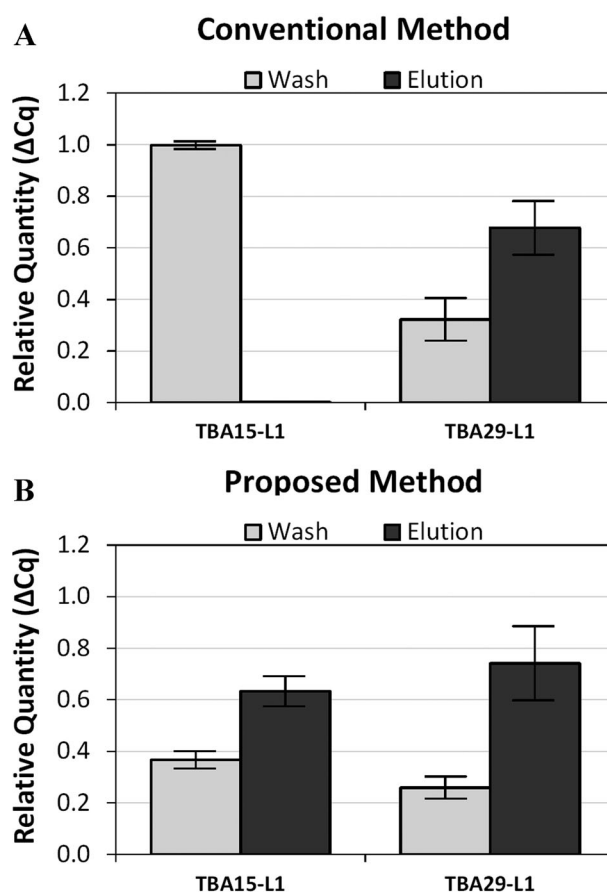 A
Conventional Method
Wash Elution
Relative Quantity (ΔCq)
1.2
1.0
0.8
0.6
0.4
0.2
0.0
TBA15-L1 TBA29-L1
B
Proposed Method
Wash Elution
Relative Quantity (ΔCq)
1.2
1.0
0.8
0.6
0.4
0.2
0.0
TBA15-L1 TBA29-L1